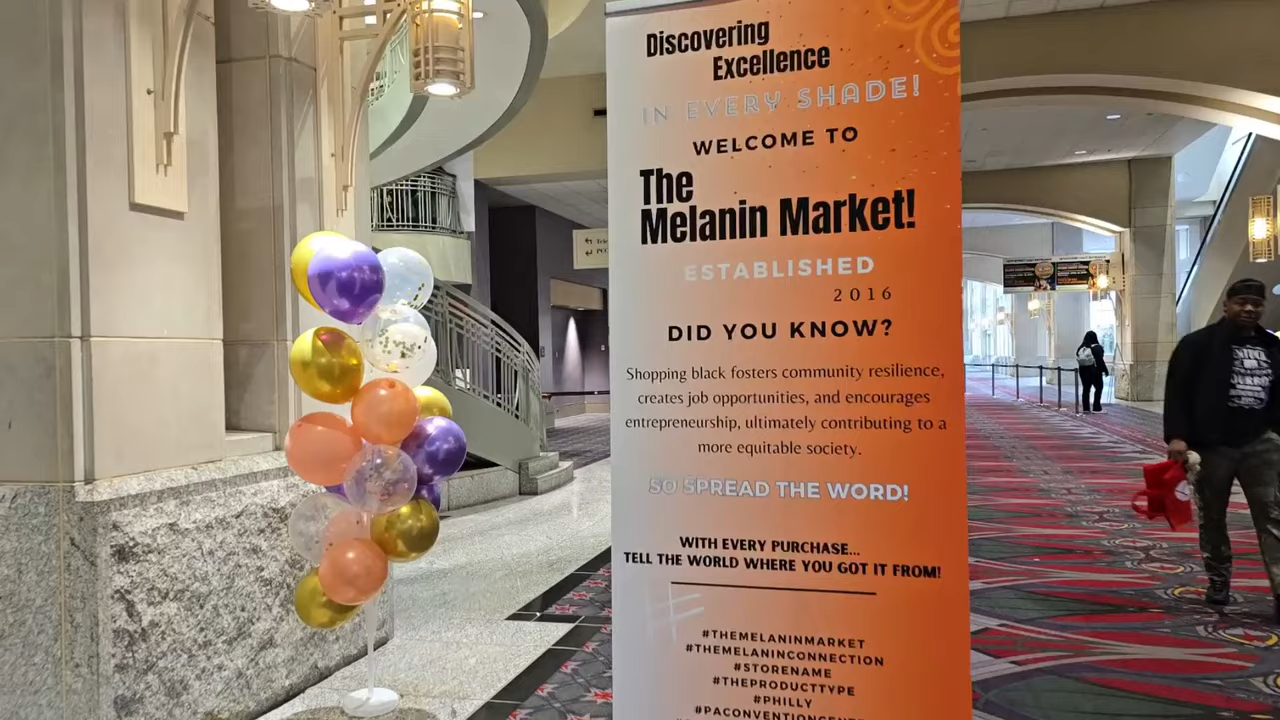 Discovering
Excellence
IN EVERY SHADE!
WELCOME TO
The
Melanin Market!
ESTABLISHED
2016
DID YOU KNOW?
Shopping black fosters community resilience,
creates job opportunities, and encourages
entrepreneurship, ultimately contributing to a
more equitable society.
SO SPREAD THE WORD!
WITH EVERY PURCHASE...
TELL THE WORLD WHERE YOU GOT IT FROM!
#
#THEMELANINMARKET
#THEMELANINCONNECTION
#STORENAME
#THEPRODUCTTYPE
#PHILLY